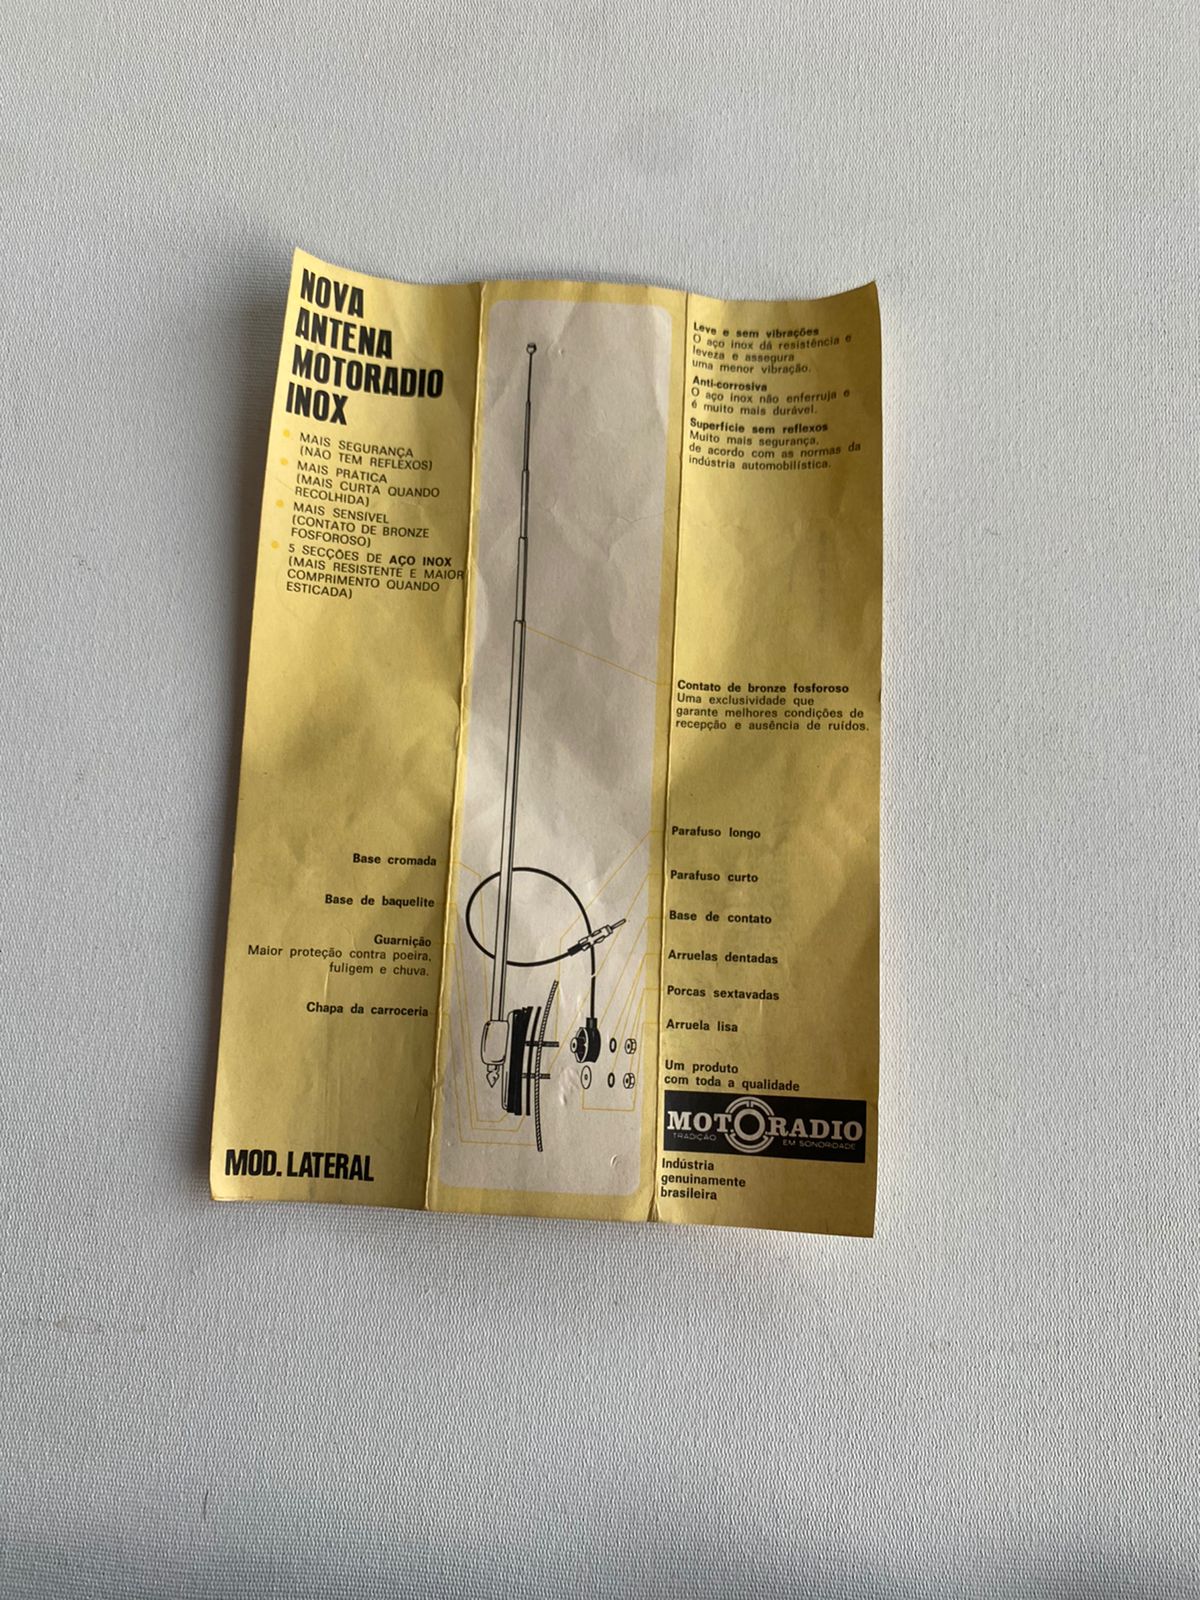 NOVA
ANTENA
MOTORADIO
INOX
MAIS SEGURANÇA
(NÃO TEM REFLEXOS)
MAIS PRÁTICA
(MAIS CURTA QUANDO
RECOLHIDA)
MAIS SENSIVEL
(CONTATO DE BRONZE
FOSFOROSO)
5 SECÇÕES DE AÇO INOX
(MAIS RESISTENTE E MAIOR
COMPRIMENTO QUANDO
ESTICADA)
Base cromada
Base de baquelite
Guarnição
Maior proteção contra poeira,
fuligem e chuva.
Chapa da carroceria
MOD. LATERAL
Leve e sem vibrações
O aço inox dá resistência e
leveza e assegura
uma menor vibração.
Anti-corrosiva
O aço inox não enferruja e
é muito mais durável.
Superfície sem reflexos
Muito mais segurança,
de acordo com as normas da
indústria automobilística.
Contato de bronze fosforoso
Uma exclusividade que
garante melhores condições de
recepção e ausência de ruídos.
Parafuso longo
Parafuso curto
Base de contato
Arruelas dentadas
Porcas sextavadas
Arruela lisa
Um produto
com toda a qualidade
MOTORADIO
TRADIÇÃO EM SONORIDADE
Indústria
genuinamente
brasileira